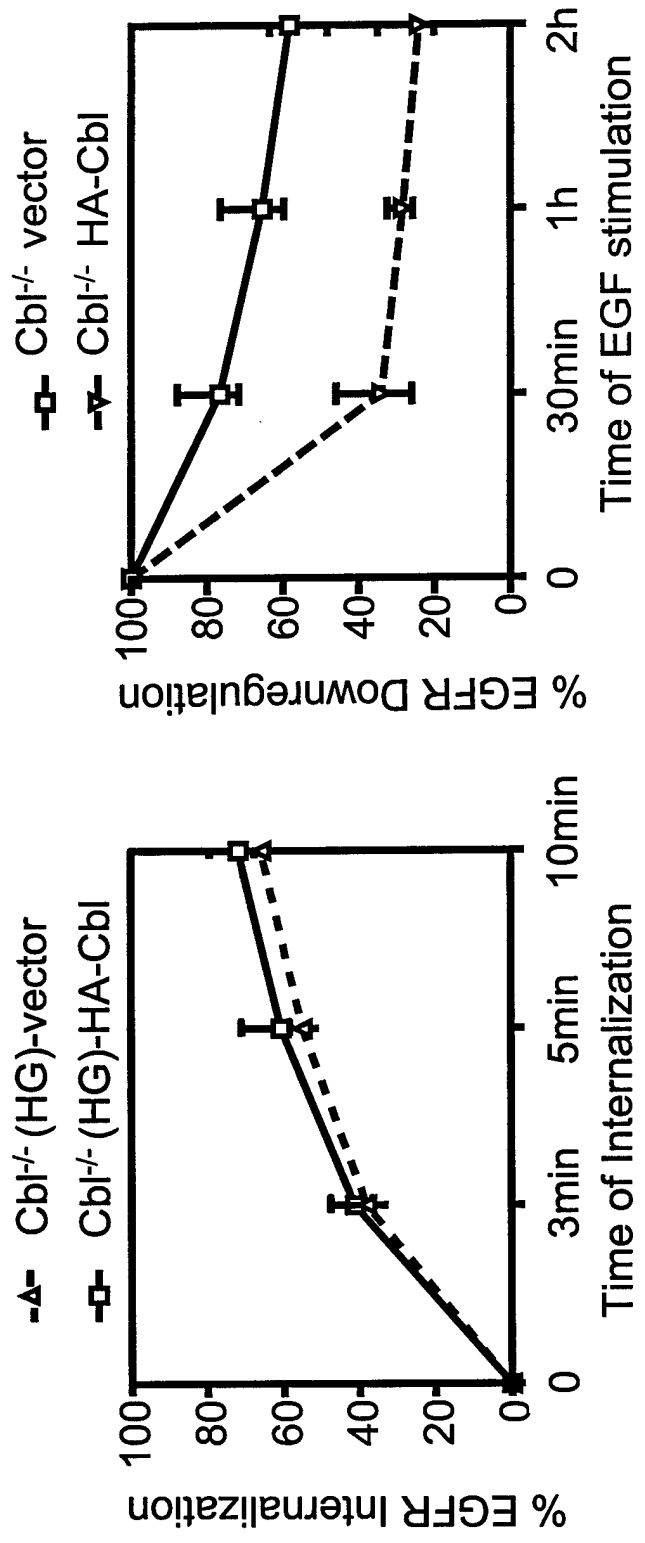 Cbl-/- (HG)-vector
Cbl-/- (HG)-HA-Cbl
% EGFR Internalization
100
80
60
40
20
0
0 3min 5min 10min
Time of Internalization
Cbl-/- vector
Cbl-/- HA-Cbl
% EGFR Downregulation
100
80
60
40
20
0
0 30min 1h 2h
Time of EGF stimulation